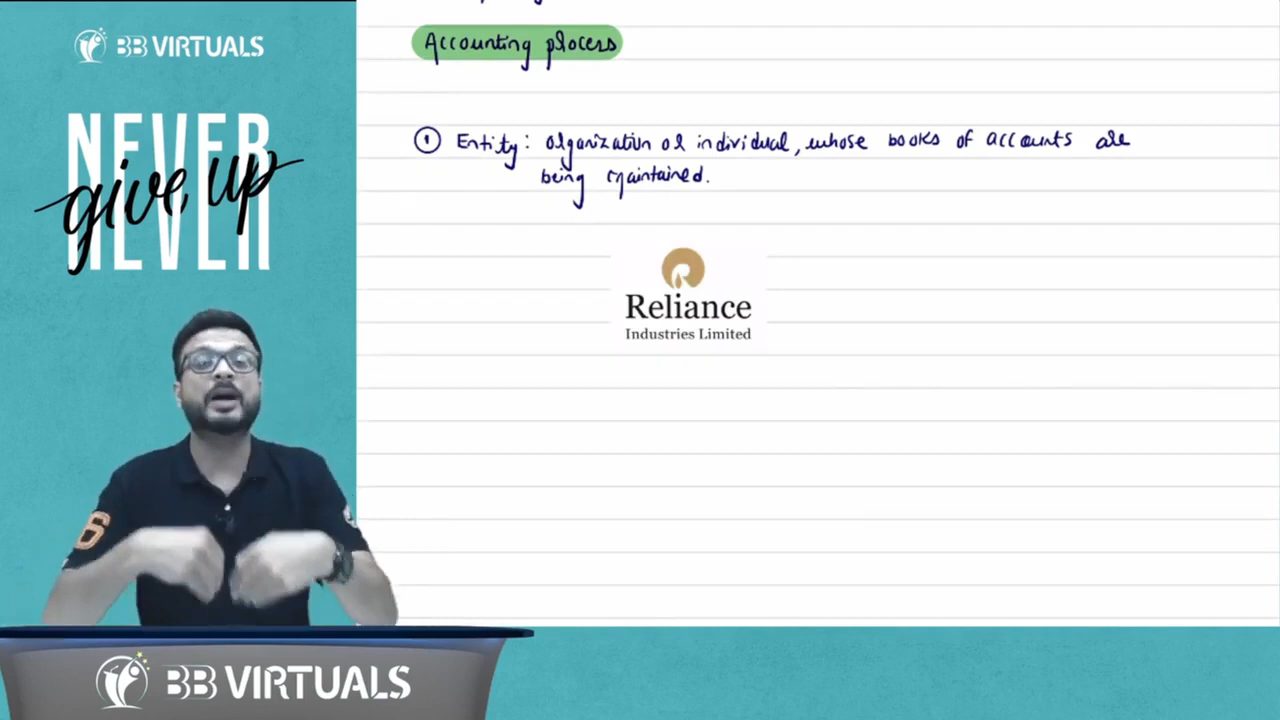 BB VIRTUALS
NEVER
give up
NEVER
6
Accounting process
① Entity: Organization or individual, whose books of accounts are
being maintained.
Reliance
Industries Limited
BB VIRTUALS